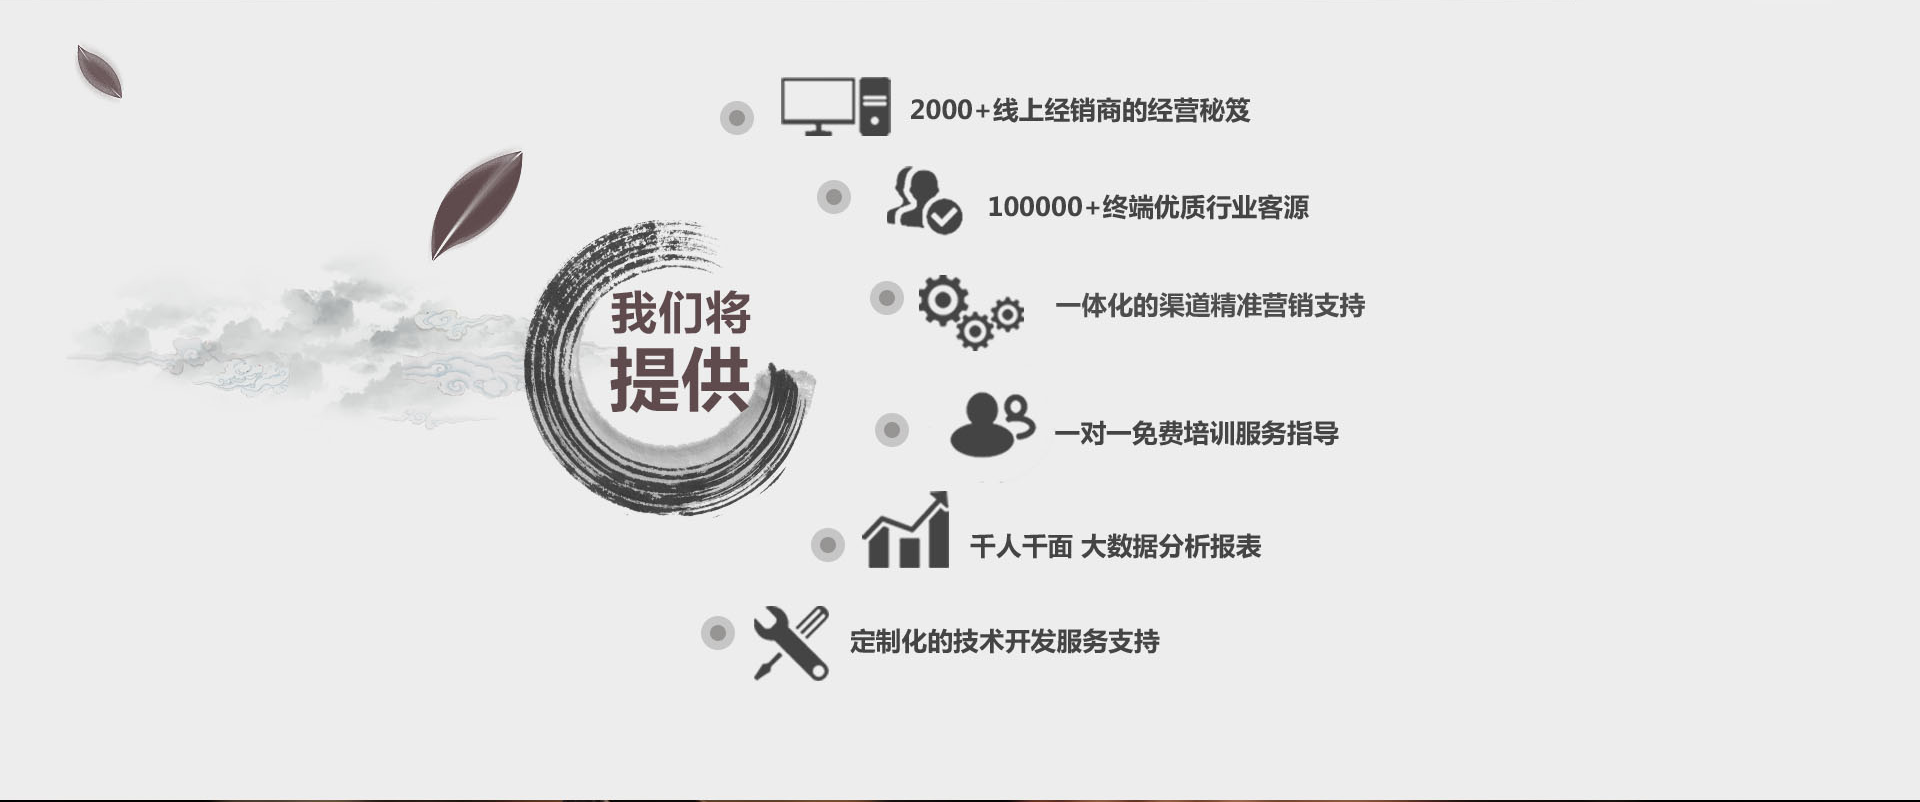 我们将
提供
2000+线上经销商的经营秘笈
100000+终端优质行业客源
一体化的渠道精准营销支持
一对一免费培训服务指导
千人千面 大数据分析报表
定制化的技术开发服务支持